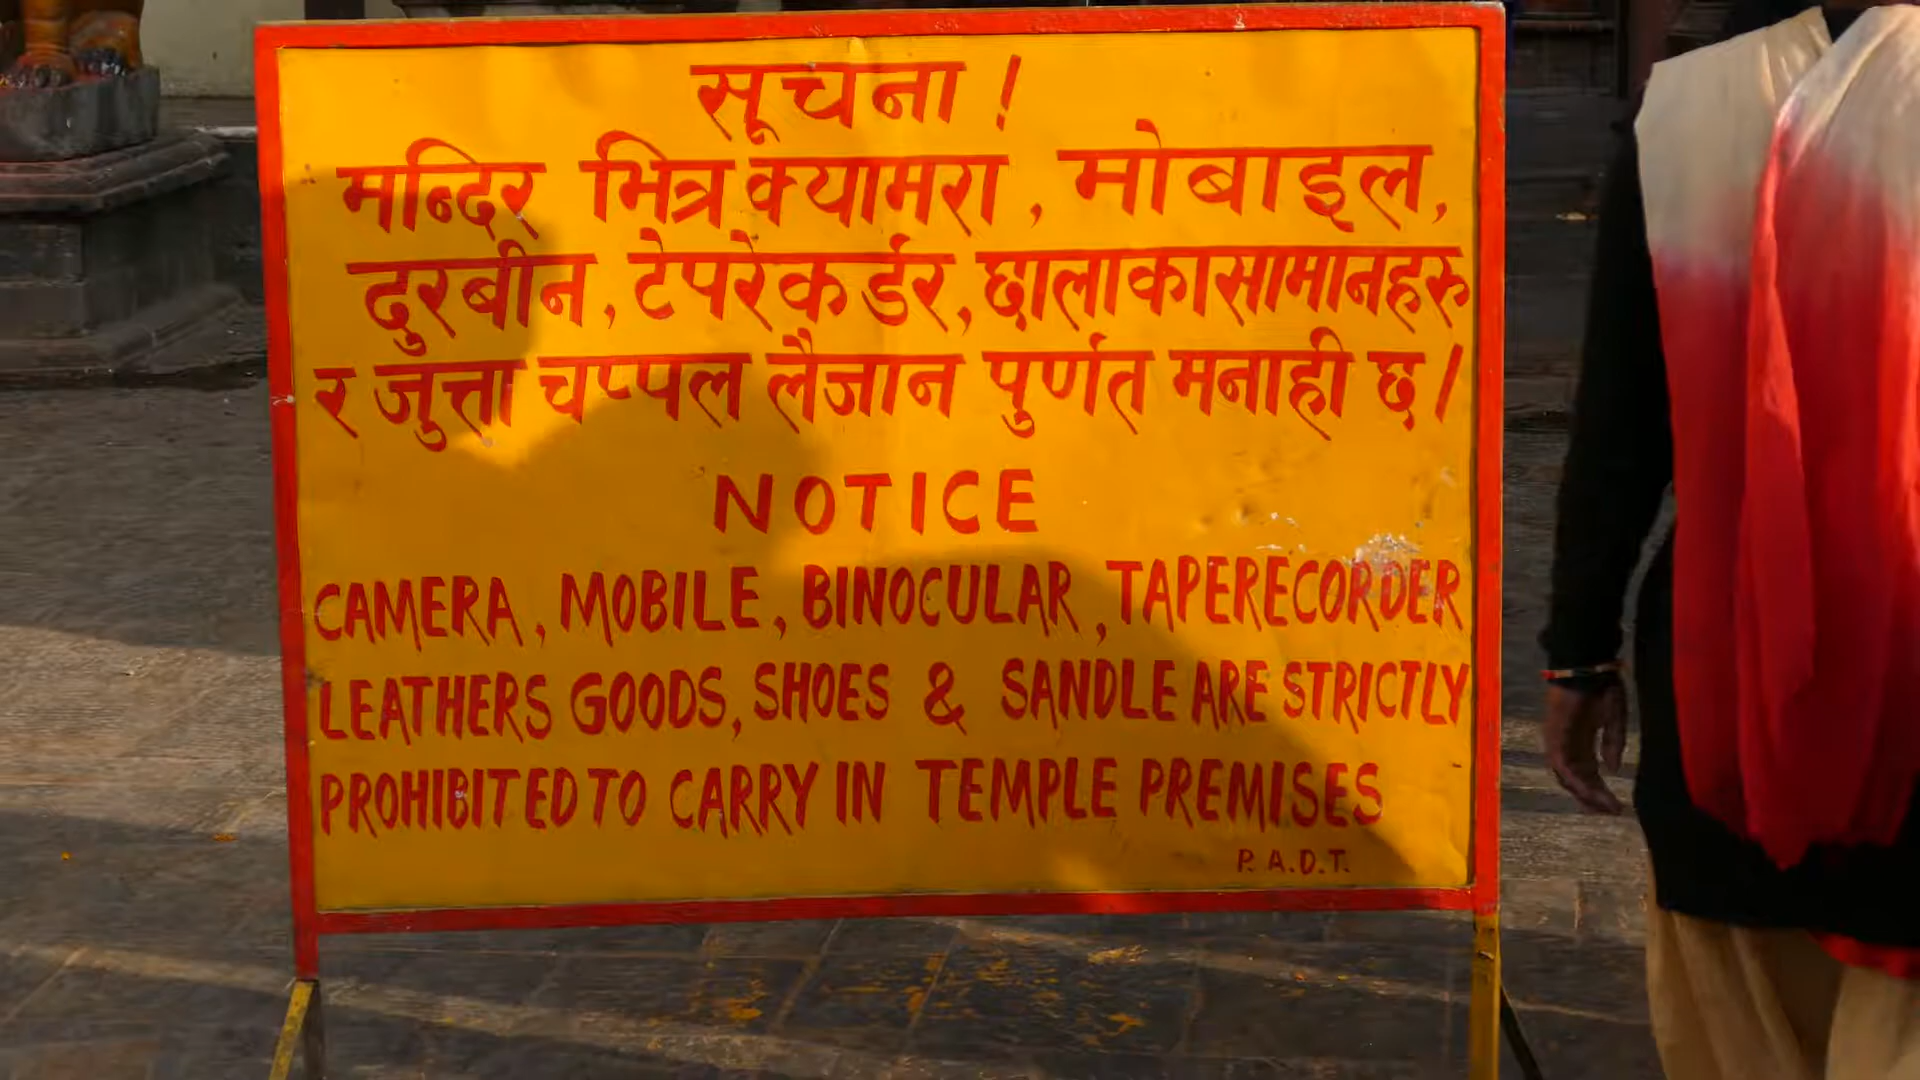 सूचना !
मन्दिर भित्र क्यामरा , मोबाइल,
दुरबीन , टेपरेकर्डर, छालाकासामानहरु
र जुत्ता चप्पल लैजान पुर्णत मनाही छ ।
NOTICE
CAMERA , MOBILE , BINOCULAR , TAPERECORDER
LEATHERS GOODS, SHOES & SANDLE ARE STRICTLY
PROHIBITED TO CARRY IN TEMPLE PREMISES
P. A.D.T.